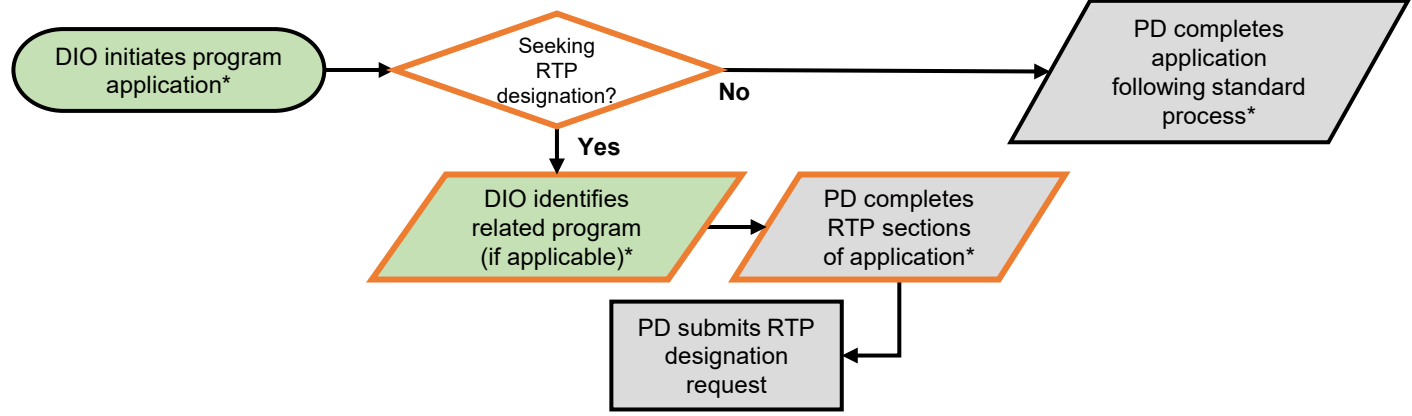 DIO initiates program
application*
Seeking
RTP
designation?
No
PD completes
application
following standard
process*
Yes
DIO identifies
related program
(if applicable)*
PD completes
RTP sections
of application*
PD submits RTP
designation
request